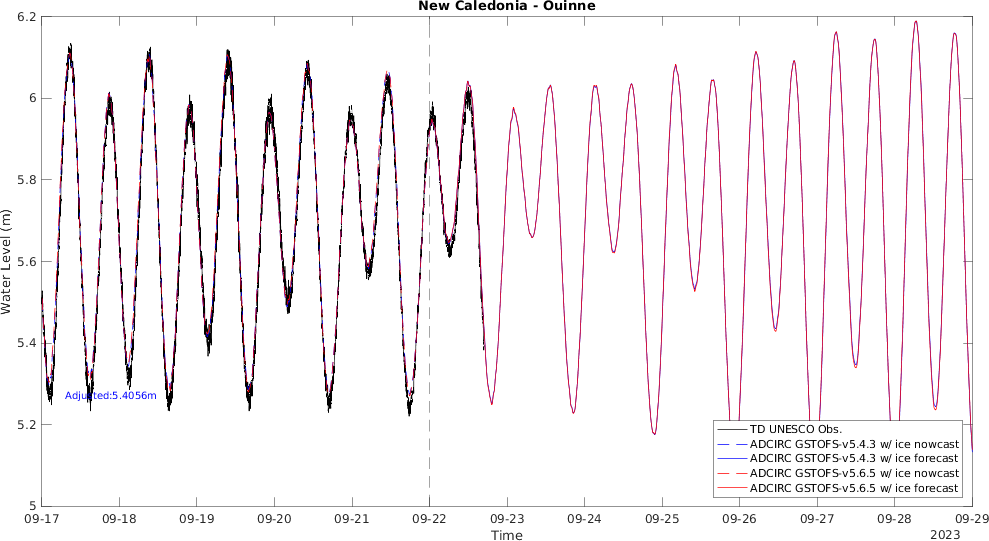 New Caledonia - Ouinne
Water Level (m)
6.2
6
5.8
5.6
5.4
5.2
5
Adjusted:5.4056m
TD UNESCO Obs.
ADCIRC GSTOFS-v5.4.3 w/ ice nowcast
ADCIRC GSTOFS-v5.4.3 w/ ice forecast
ADCIRC GSTOFS-v5.6.5 w/ ice nowcast
ADCIRC GSTOFS-v5.6.5 w/ ice forecast
09-17 09-18 09-19 09-20 09-21 09-22 09-23 09-24 09-25 09-26 09-27 09-28 09-29
Time
2023